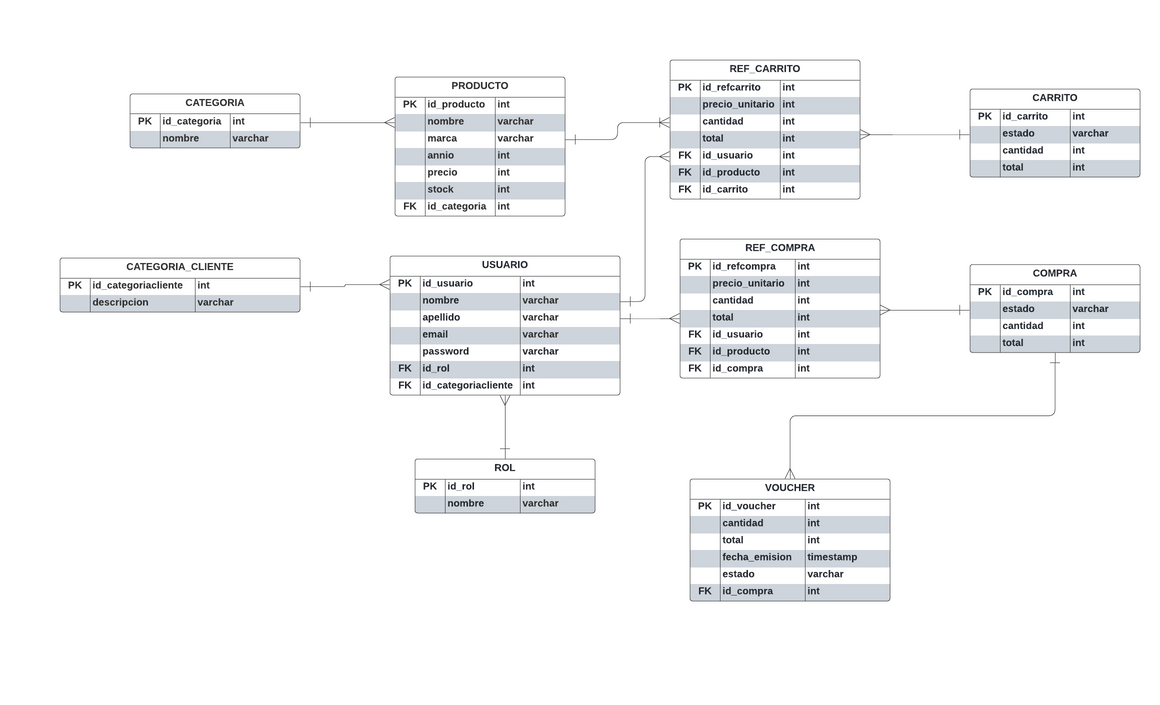 CATEGORIA
PK id_categoria int
nombre varchar
PRODUCTO
PK id_producto int
nombre varchar
marca varchar
annio int
precio int
stock int
FK id_categoria int
REF_CARRITO
PK id_refcarrito int
precio_unitario int
cantidad int
total int
FK id_usuario int
FK id_producto int
FK id_carrito int
CARRITO
PK id_carrito int
estado varchar
cantidad int
total int
CATEGORIA_CLIENTE
PK id_categoriacliente int
descripcion varchar
USUARIO
PK id_usuario int
nombre varchar
apellido varchar
email varchar
password varchar
FK id_rol int
FK id_categoriacliente int
REF_COMPRA
PK id_refcompra int
precio_unitario int
cantidad int
total int
FK id_usuario int
FK id_producto int
FK id_compra int
COMPRA
PK id_compra int
estado varchar
cantidad int
total int
ROL
PK id_rol int
nombre varchar
VOUCHER
PK id_voucher int
cantidad int
total int
fecha_emision timestamp
estado varchar
FK id_compra int